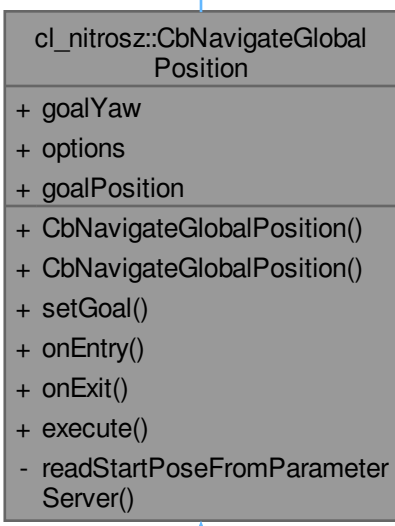 cl_nitrosz::CbNavigateGlobal
Position
+ goalYaw
+ options
+ goalPosition
+ CbNavigateGlobalPosition()
+ CbNavigateGlobalPosition()
+ setGoal()
+ onEntry()
+ onExit()
+ execute()
- readStartPoseFromParameter
Server()